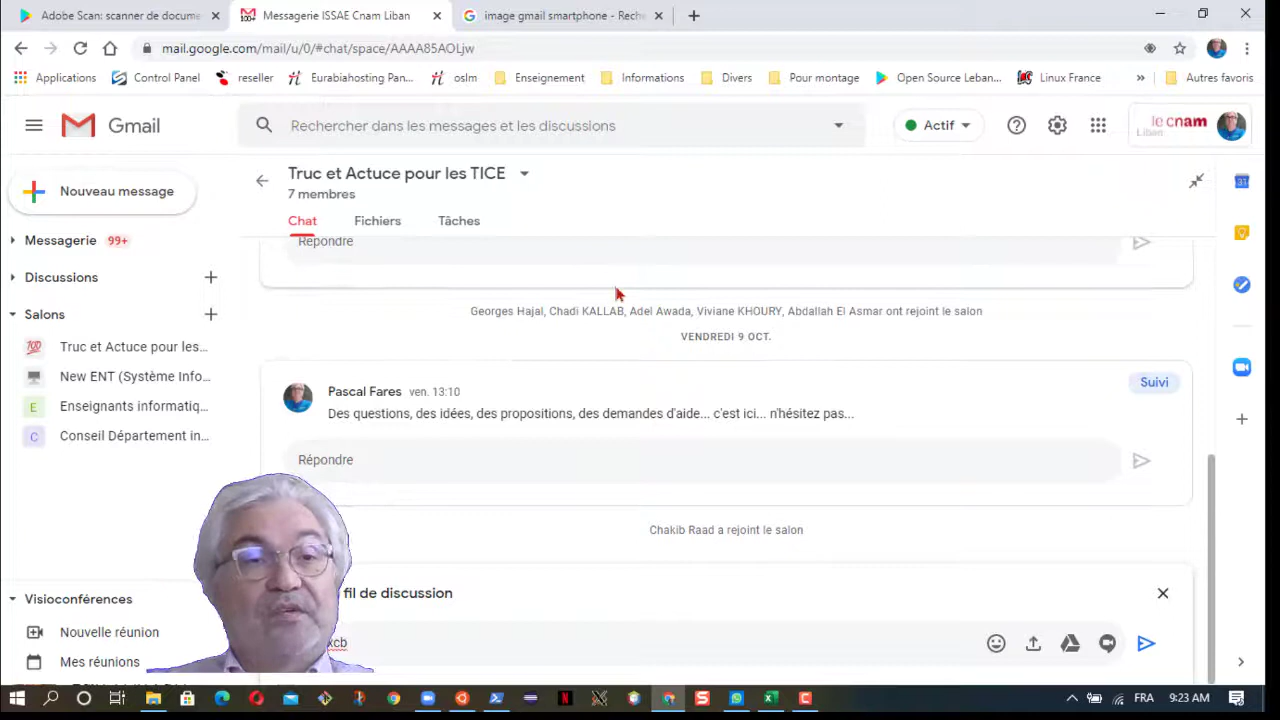 Adobe Scan: scanner de docume
Messagerie ISSAE Cnam Liban
image gmail smartphone - Reche
100+
mail.google.com/mail/u/0/#chat/space/AAAA85AOLjw
Applications
Control Panel
reseller
Eurabiahosting Pan...
oslm
Enseignement
Informations
Divers
Pour montage
Open Source Leban...
Linux France
»
Autres favoris
Gmail
Rechercher dans les messages et les discussions
Actif
le cnam
Liban
Nouveau message
Truc et Actuce pour les TICE
7 membres
Chat
Fichiers
Tâches
Messagerie 99+
Discussions
Salons
Truc et Actuce pour les...
New ENT (Système Info...
E Enseignants informatiq...
C Conseil Département in...
Répondre
Georges Hajal, Chadi KALLAB, Adel Awada, Viviane KHOURY, Abdallah El Asmar ont rejoint le salon
VENDREDI 9 OCT.
Pascal Fares ven. 13:10
Suivi
Des questions, des idées, des propositions, des demandes d'aide... c'est ici... n'hésitez pas...
Répondre
Chakib Raad a rejoint le salon
fil de discussion
xcb
Visioconférences
Nouvelle réunion
Mes réunions
FRA
9:23 AM